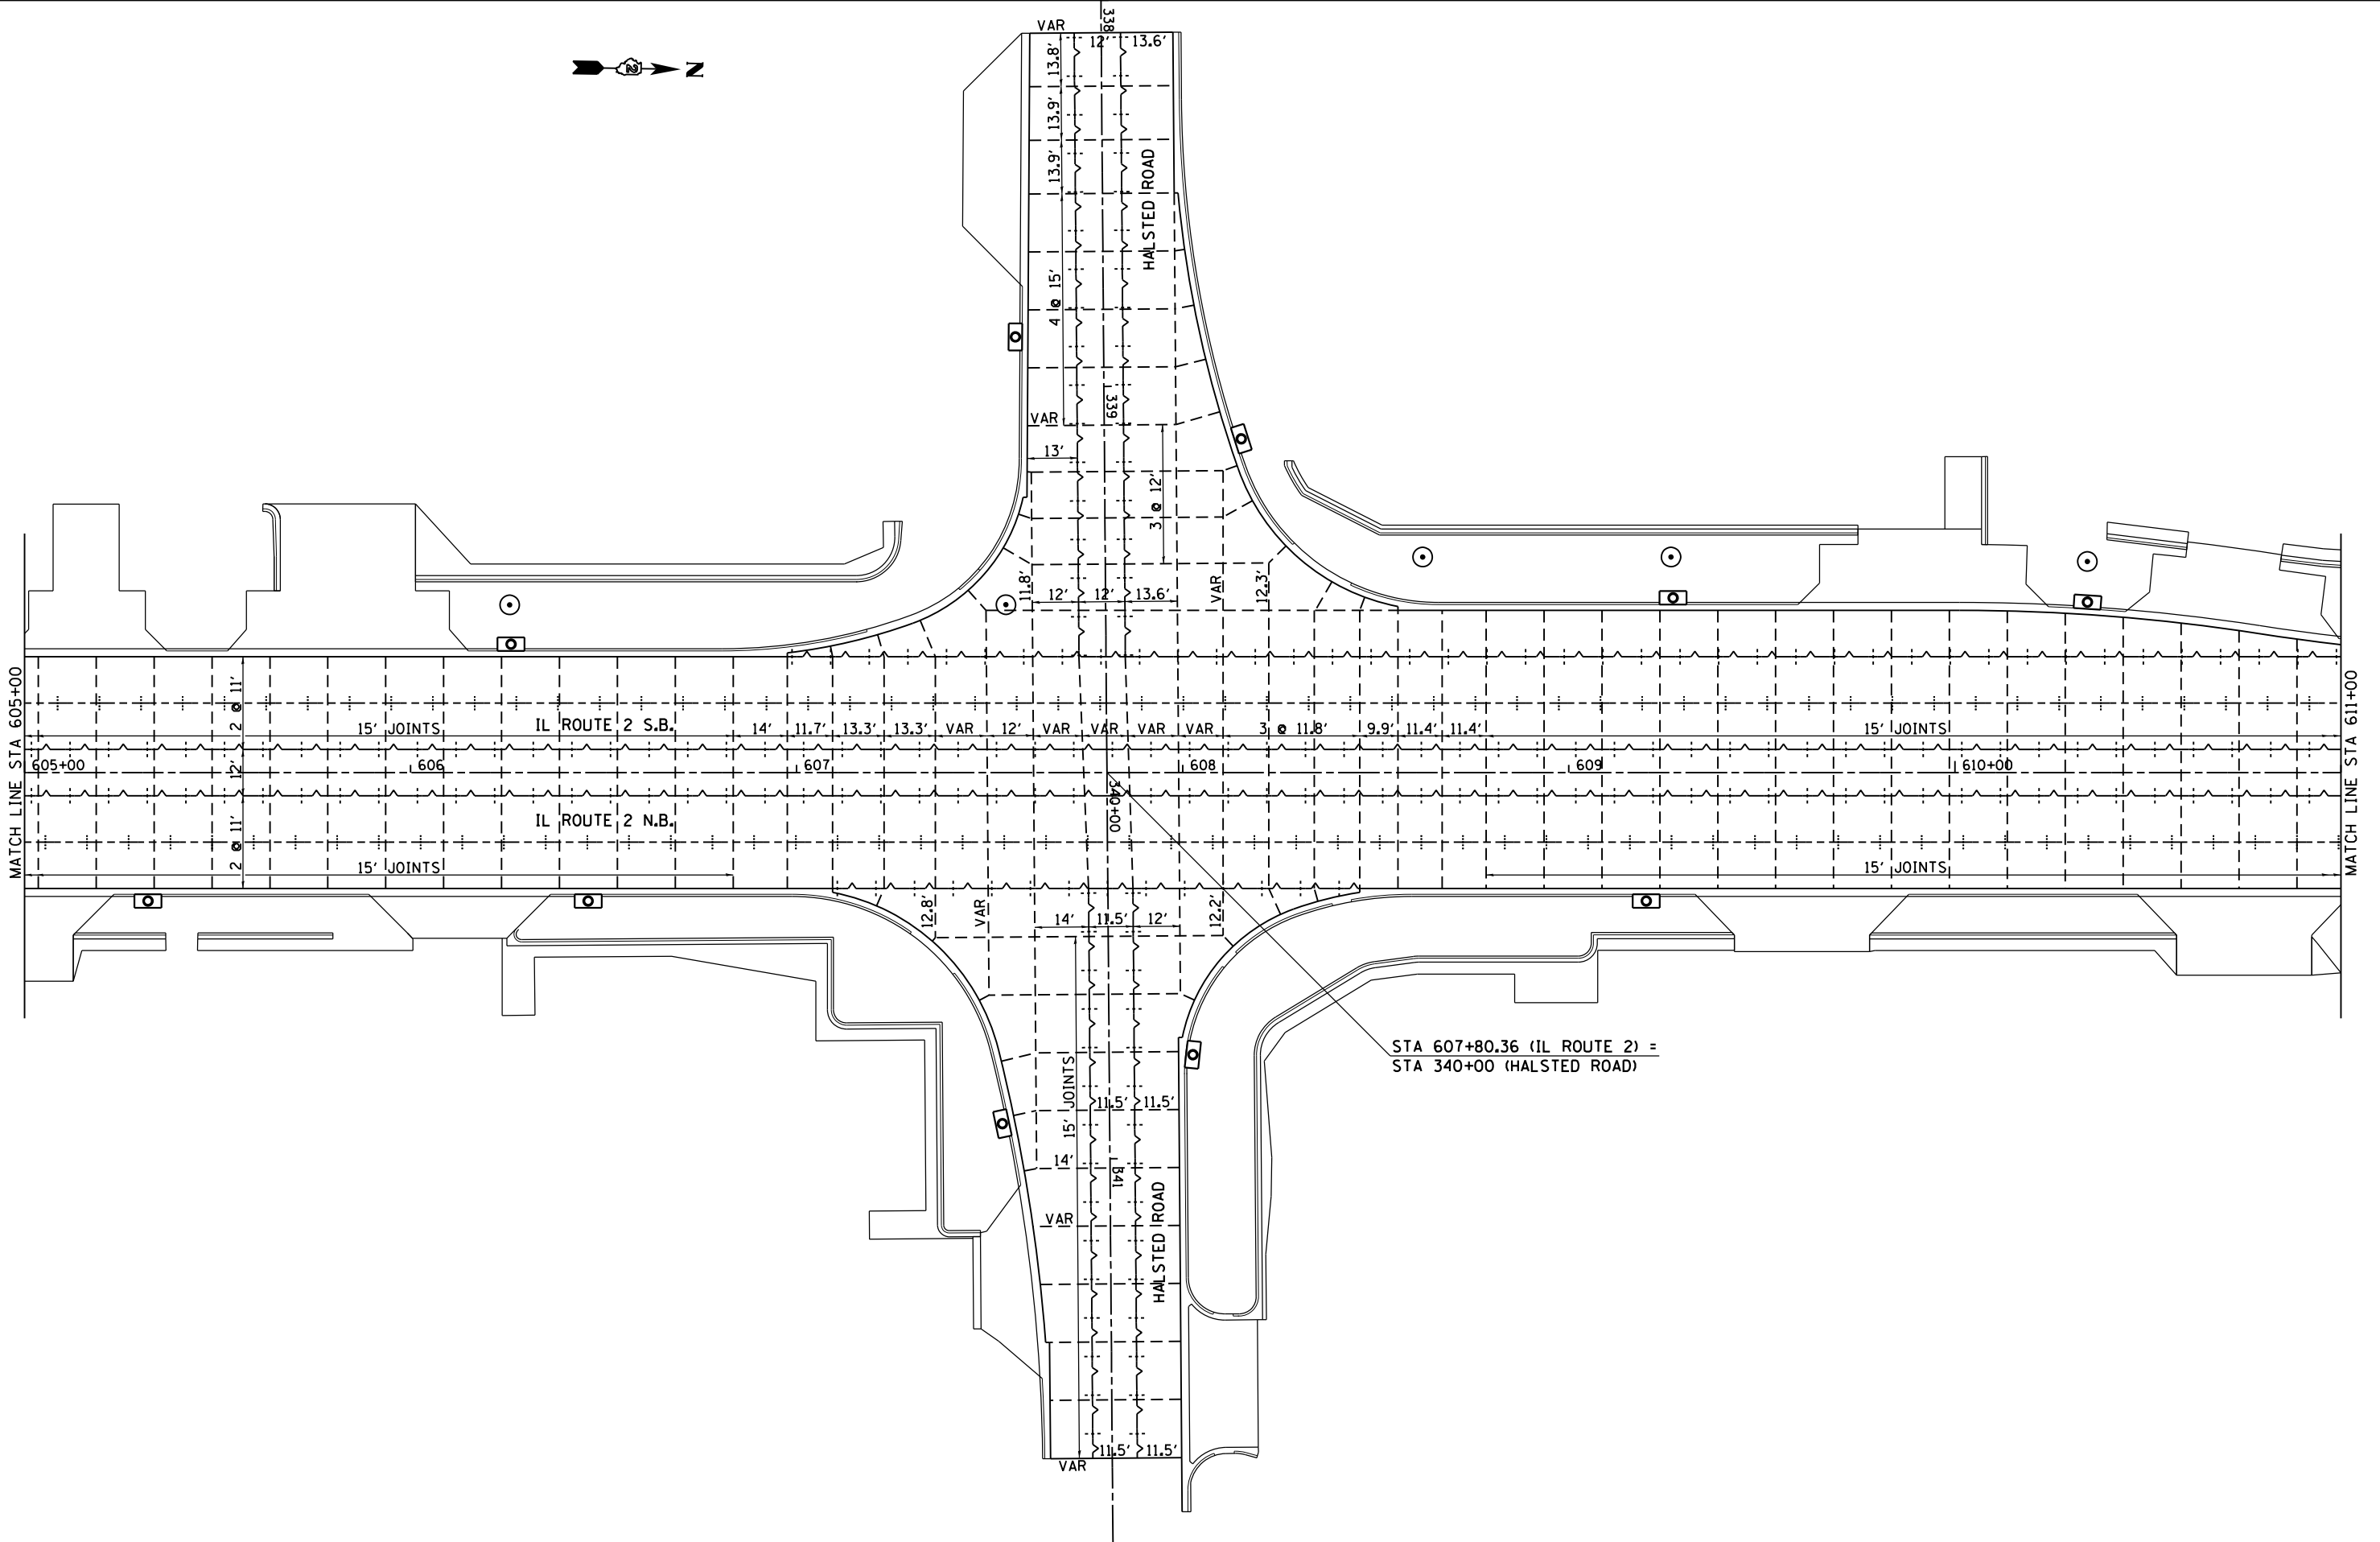 VAR
338
12' 13.6'
13.8'
N
2
13.9'
13.9'
HALSTED ROAD
4 @ 15'
339
VAR
13'
3 @ 12'
11.8'
12' 12' 13.6'
VAR
12.3'
MATCH LINE STA 605+00
2 @ 11'
15' JOINTS
IL ROUTE 2 S.B.
14' 11.7' 13.3' 13.3' VAR 12' VAR VAR VAR VAR 3 @ 11.8' 9.9' 11.4' 11.4'
15' JOINTS
MATCH LINE STA 611+00
605+00 606 607 608 609 610+00
12'
340+00
2 @ 11'
IL ROUTE 2 N.B.
15' JOINTS
15' JOINTS
12.8'
VAR
14' 11.5' 12'
12.2'
STA 607+80.36 (IL ROUTE 2) =
STA 340+00 (HALSTED ROAD)
15' JOINTS
11.5' 11.5'
14'
341
VAR
HALSTED ROAD
11.5' 11.5'
VAR